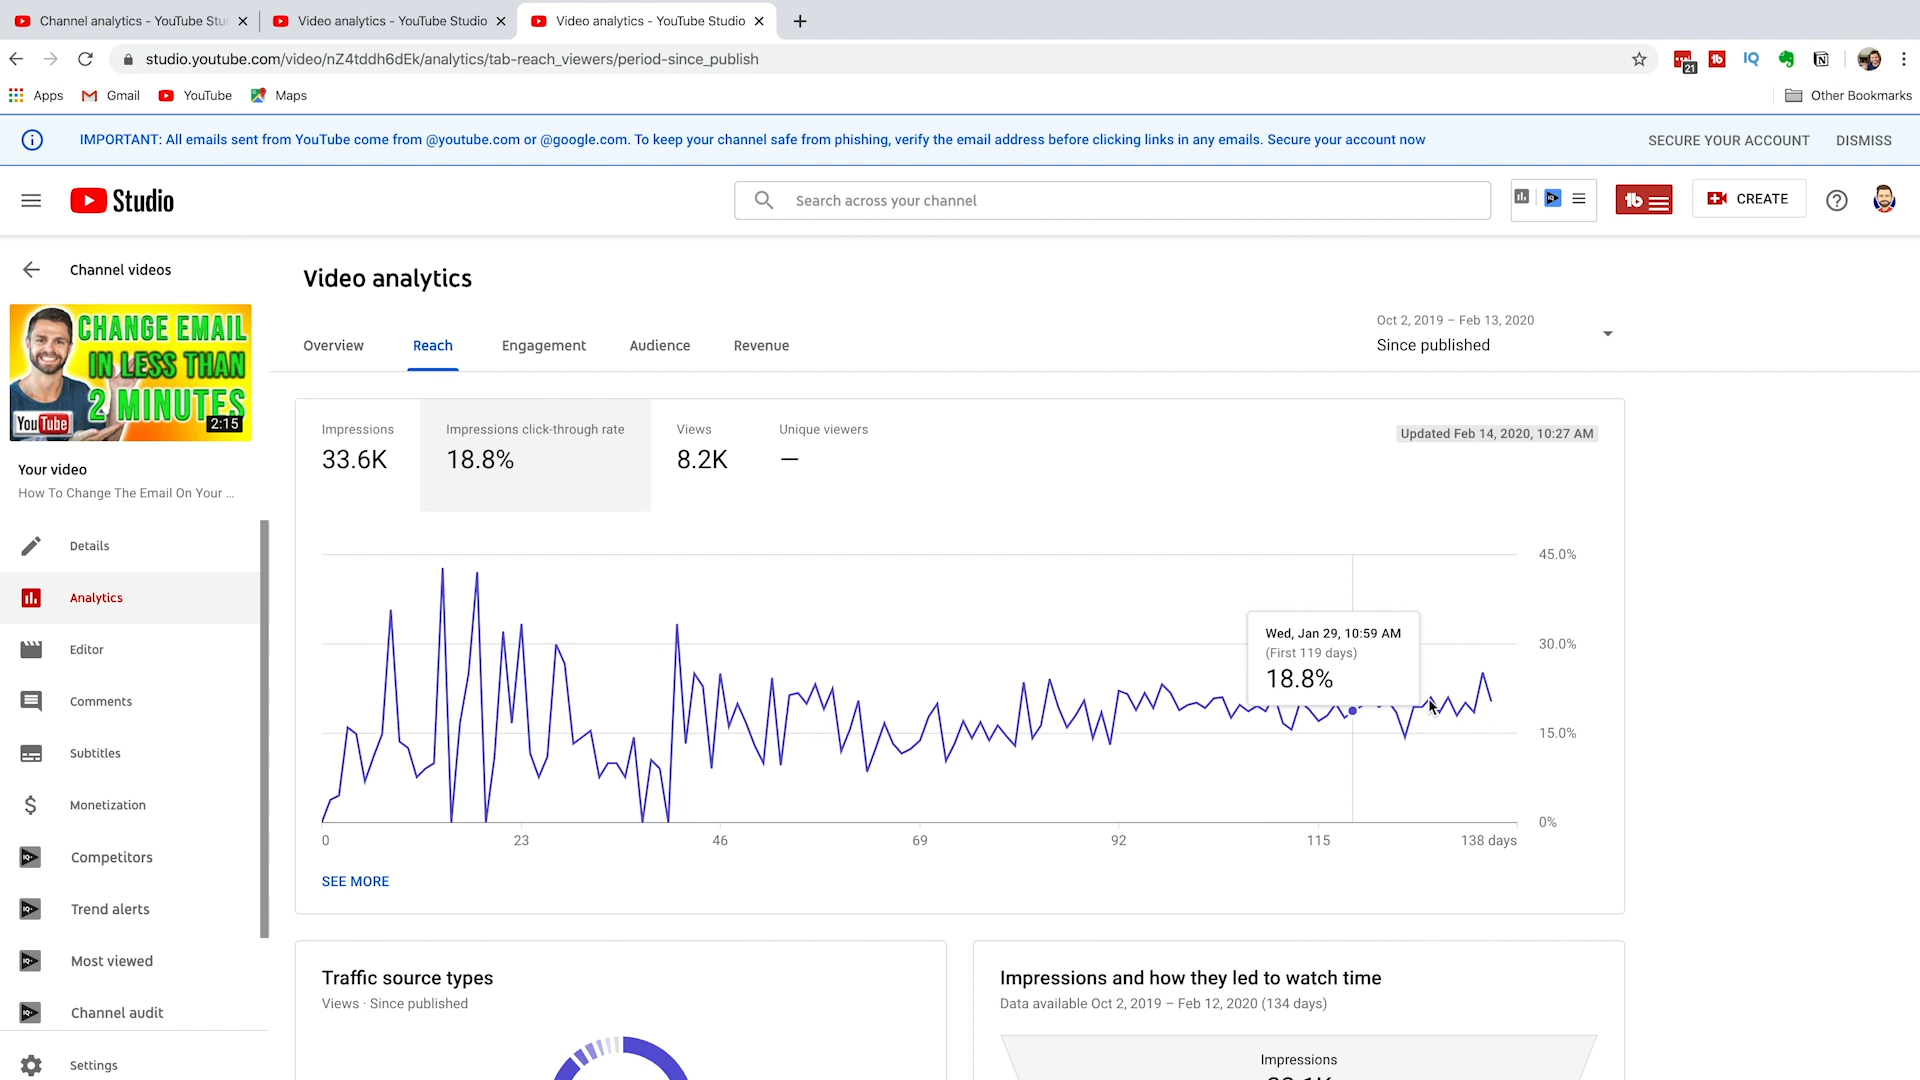 Channel analytics - YouTube Stu
Video analytics - YouTube Studio
Video analytics - YouTube Studio
studio.youtube.com/video/nZ4tddh6dEk/analytics/tab-reach_viewers/period-since_publish
21
tb
IQ
Apps
Gmail
YouTube
Maps
Other Bookmarks
IMPORTANT: All emails sent from YouTube come from @youtube.com or @google.com. To keep your channel safe from phishing, verify the email address before clicking links in any emails. Secure your account now
SECURE YOUR ACCOUNT
DISMISS
Studio
Search across your channel
tb
CREATE
Channel videos
CHANGE EMAIL
IN LESS THAN
2 MINUTES
YouTube
2:15
Your video
How To Change The Email On Your ...
Details
Analytics
Editor
Comments
Subtitles
Monetization
Competitors
Trend alerts
Most viewed
Channel audit
Settings
Video analytics
Overview
Reach
Engagement
Audience
Revenue
Oct 2, 2019 – Feb 13, 2020
Since published
Impressions
33.6K
Impressions click-through rate
18.8%
Views
8.2K
Unique viewers
—
Updated Feb 14, 2020, 10:27 AM
45.0%
30.0%
15.0%
0%
Wed, Jan 29, 10:59 AM
(First 119 days)
18.8%
0
23
46
69
92
115
138 days
SEE MORE
Traffic source types
Views · Since published
Impressions and how they led to watch time
Data available Oct 2, 2019 – Feb 12, 2020 (134 days)
Impressions